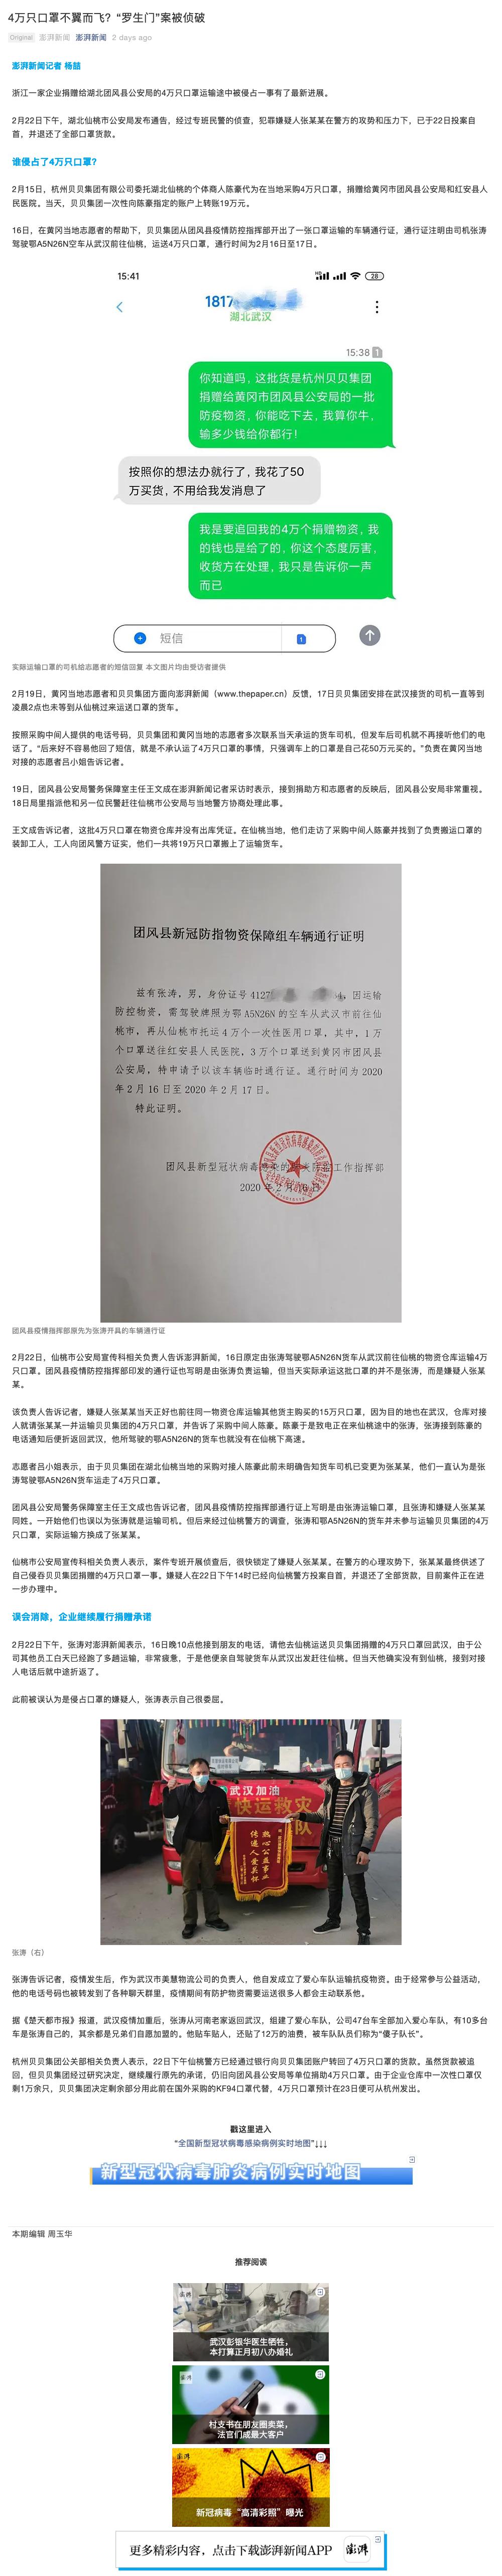 4万只口罩不翼而飞？“罗生门”案被侦破
Original 澎湃新闻 澎湃新闻 2 days ago
澎湃新闻记者 杨喆
浙江一家企业捐赠给湖北团风县公安局的4万只口罩运输途中被侵占一事有了最新进展。
2月22日下午，湖北仙桃市公安局发布通告，经过专班民警的侦查，犯罪嫌疑人张某某在警方的攻势和压力下，已于22日投案自
首，并退还了全部口罩货款。
谁侵占了4万只口罩？
2月15日，杭州贝贝集团有限公司委托湖北仙桃的个体商人陈豪代为在当地采购4万只口罩，捐赠给黄冈市团风县公安局和红安县人
民医院。当天，贝贝集团一次性向陈豪指定的账户上转账19万元。
16日，在黄冈当地志愿者的帮助下，贝贝集团从团风县疫情防控指挥部开出了一张口罩运输的车辆通行证，通行证注明由司机张涛
驾驶鄂A5N26N空车从武汉前往仙桃，运送4万只口罩，通行时间为2月16日至17日。
15:41
28
1817
湖北武汉
15:38 1
你知道吗，这批货是杭州贝贝集团
捐赠给黄冈市团风县公安局的一批
防疫物资，你能吃下去，我算你牛，
输多少钱给你都行！
按照你的想法办就行了，我花了50
万买货，不用给我发消息了
我是要追回我的4万个捐赠物资，我
的钱也是给了的，你这个态度厉害，
收货方在处理，我只是告诉你一声
而已
短信
1
实际运输口罩的司机给志愿者的短信回复 本文图片均由受访者提供
2月19日，黄冈当地志愿者和贝贝集团方面向澎湃新闻（www.thepaper.cn）反馈，17日贝贝集团安排在武汉接货的司机一直等到
凌晨2点也未等到从仙桃过来运送口罩的货车。
按照采购中间人提供的电话号码，贝贝集团和黄冈当地的志愿者多次联系当天承运的货车司机，但发车后司机就不再接听他们的电
话了。“后来好不容易他回了短信，就是不承认运了4万只口罩的事情，只强调车上的口罩是自己花50万元买的。”负责在黄冈当地
对接的志愿者吕小姐告诉记者。
19日，团风县公安局警务保障室主任王文成在澎湃新闻记者采访时表示，接到捐助方和志愿者的反映后，团风县公安局非常重视。
18日局里指派他和另一位民警赶往仙桃市公安局与当地警方协商处理此事。
王文成告诉记者，这批4万只口罩在物资仓库并没有出库凭证。在仙桃当地，他们走访了采购中间人陈豪并找到了负责搬运口罩的
装卸工人，工人向团风警方证实，他们一共将19万只口罩搬上了运输货车。
团风县新冠防指物资保障组车辆通行证明
兹有张涛，男，身份证号 4127
，因运输
防控物资，需驾驶牌照为鄂A5N26N的空车从武汉市前往仙
桃市，再从仙桃市托运4万个一次性医用口罩，其中，1万
个口罩送往红安县人民医院，3万个口罩送到黄冈市团风县
公安局，特申请予以该车辆临时通行证。通行时间为2020
年2月16日至2020年2月17日。
特此证明。
团风县新型冠状病毒感染的肺炎防控工作指挥部
2020年2月16日
团风县疫情指挥部原先为张涛开具的车辆通行证
2月22日，仙桃市公安局宣传科相关负责人告诉澎湃新闻，16日原定由张涛驾驶鄂A5N26N货车从武汉前往仙桃的物资仓库运输4万
只口罩。团风县疫情防控指挥部印发的通行证也写明是由张涛负责运输，但当天实际承运这批口罩的并不是张涛，而是嫌疑人张某
某。
该负责人告诉记者，嫌疑人张某某当天正好也前往同一物资仓库运输其他货主购买的15万只口罩，因为目的地也在武汉，仓库对接
人就请张某某一并运输贝贝集团的4万只口罩，并告诉了采购中间人陈豪。陈豪于是致电正在来仙桃途中的张涛，张涛接到陈豪的
电话通知后便折返回武汉，他所驾驶的鄂A5N26N的货车也就没有在仙桃下高速。
志愿者吕小姐表示，由于贝贝集团在湖北仙桃当地的采购对接人陈豪此前未明确告知货车司机已变更为张某某，他们一直认为是张
涛驾驶鄂A5N26N货车运走了4万只口罩。
团风县公安局警务保障室主任王文成也告诉记者，团风县疫情防控指挥部通行证上写明是由张涛运输口罩，且张涛和嫌疑人张某某
同姓。一开始他们也误以为张涛就是运输司机。但后来经过仙桃警方的调查，张涛和鄂A5N26N的货车并未参与运输贝贝集团的4万
只口罩，实际运输方换成了张某某。
仙桃市公安局宣传科相关负责人表示，案件专班开展侦查后，很快锁定了嫌疑人张某某。在警方的心理攻势下，张某某最终供述了
自己侵吞贝贝集团捐赠的4万只口罩一事。嫌疑人在22日下午14时已经向仙桃警方投案自首，并退还了全部货款，目前案件正在进
一步办理中。
误会消除，企业继续履行捐赠承诺
2月22日下午，张涛对澎湃新闻表示，16日晚10点他接到朋友的电话，请他去仙桃运送贝贝集团捐赠的4万只口罩回武汉，由于公
司其他员工白天已经跑了多趟运输，非常疲惫，于是他便亲自驾驶货车从武汉出发赶往仙桃。但当天他确实没有到仙桃，接到对接
人电话后就中途折返了。
此前被误认为是侵占口罩的嫌疑人，张涛表示自己很委屈。
武汉加油
快运救灾
队
热心公益事业
传递人爱关怀
张涛（右）
张涛告诉记者，疫情发生后，作为武汉市美慧物流公司的负责人，他自发成立了爱心车队运输抗疫物资。由于经常参与公益活动，
他的电话号码也被转发到了各种聊天群里，疫情期间有防护物资需要运送很多人都会主动联系他。
据《楚天都市报》报道，武汉疫情加重后，张涛从河南老家返回武汉，组建了爱心车队，公司47台车全部加入爱心车队，有10多台
车是张涛自己的，其余都是兄弟们自愿加盟的。他贴车贴人，还贴了12万的油费，被车队队员们称为“傻子队长”。
杭州贝贝集团公关部相关负责人表示，22日下午仙桃警方已经通过银行向贝贝集团账户转回了4万只口罩的货款。虽然货款被追
回，但贝贝集团经过研究决定，继续履行原先的承诺，仍旧向团风县公安局等单位捐助4万只口罩。由于企业仓库中一次性口罩仅
剩1万余只，贝贝集团决定剩余部分用此前在国外采购的KF94口罩代替，4万只口罩预计在23日便可从杭州发出。
戳这里进入
“全国新型冠状病毒感染病例实时地图”↓↓↓
新型冠状病毒肺炎病例实时地图
本期编辑 周玉华
推荐阅读
澎湃
武汉彭银华医生牺牲，
本打算正月初八办婚礼
澎湃
村支书在朋友圈卖菜，
法官们成最大客户
澎湃
新冠病毒“高清彩照”曝光
更多精彩内容，点击下载澎湃新闻APP 澎湃